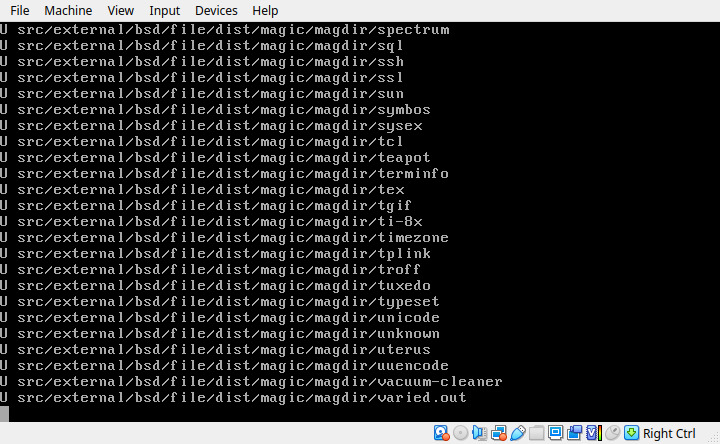 File Machine View Input Devices Help
U src/external/bsd/file/dist/magic/magdir/spectrum
U src/external/bsd/file/dist/magic/magdir/sql
U src/external/bsd/file/dist/magic/magdir/ssh
U src/external/bsd/file/dist/magic/magdir/ssl
U src/external/bsd/file/dist/magic/magdir/sun
U src/external/bsd/file/dist/magic/magdir/symbos
U src/external/bsd/file/dist/magic/magdir/sysex
U src/external/bsd/file/dist/magic/magdir/tcl
U src/external/bsd/file/dist/magic/magdir/teapot
U src/external/bsd/file/dist/magic/magdir/terminfo
U src/external/bsd/file/dist/magic/magdir/tex
U src/external/bsd/file/dist/magic/magdir/tgif
U src/external/bsd/file/dist/magic/magdir/ti-8x
U src/external/bsd/file/dist/magic/magdir/timezone
U src/external/bsd/file/dist/magic/magdir/tplink
U src/external/bsd/file/dist/magic/magdir/troff
U src/external/bsd/file/dist/magic/magdir/tuxedo
U src/external/bsd/file/dist/magic/magdir/typeset
U src/external/bsd/file/dist/magic/magdir/unicode
U src/external/bsd/file/dist/magic/magdir/unknown
U src/external/bsd/file/dist/magic/magdir/uterus
U src/external/bsd/file/dist/magic/magdir/uuencode
U src/external/bsd/file/dist/magic/magdir/vacuum-cleaner
U src/external/bsd/file/dist/magic/magdir/varied.out
Right Ctrl